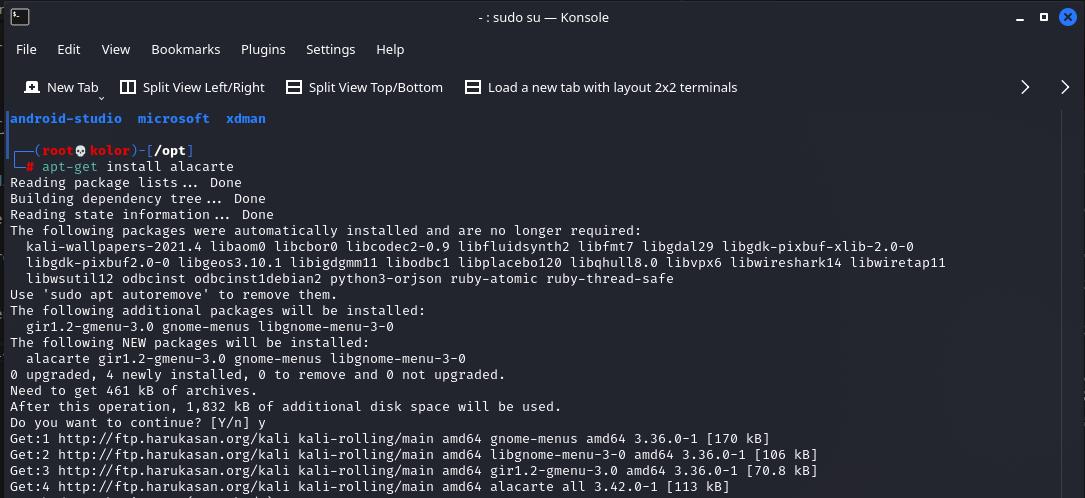 - : sudo su — Konsole
File Edit View Bookmarks Plugins Settings Help
New Tab Split View Left/Right Split View Top/Bottom Load a new tab with layout 2x2 terminals
android-studio microsoft xdman
┌──(root💀kolor)-[/opt]
└─# apt-get install alacarte
Reading package lists... Done
Building dependency tree... Done
Reading state information... Done
The following packages were automatically installed and are no longer required:
kali-wallpapers-2021.4 libaom0 libcbor0 libcodec2-0.9 libfluidsynth2 libfmt7 libgdal29 libgdk-pixbuf-xlib-2.0-0
libgdk-pixbuf2.0-0 libgeos3.10.1 libigdgmm11 libodbc1 libplacebo120 libqhull8.0 libvpx6 libwireshark14 libwiretap11
libwsutil12 odbcinst odbcinst1debian2 python3-orjson ruby-atomic ruby-thread-safe
Use 'sudo apt autoremove' to remove them.
The following additional packages will be installed:
gir1.2-gmenu-3.0 gnome-menus libgnome-menu-3-0
The following NEW packages will be installed:
alacarte gir1.2-gmenu-3.0 gnome-menus libgnome-menu-3-0
0 upgraded, 4 newly installed, 0 to remove and 0 not upgraded.
Need to get 461 kB of archives.
After this operation, 1,832 kB of additional disk space will be used.
Do you want to continue? [Y/n] y
Get:1 http://ftp.harukasan.org/kali kali-rolling/main amd64 gnome-menus amd64 3.36.0-1 [170 kB]
Get:2 http://ftp.harukasan.org/kali kali-rolling/main amd64 libgnome-menu-3-0 amd64 3.36.0-1 [106 kB]
Get:3 http://ftp.harukasan.org/kali kali-rolling/main amd64 gir1.2-gmenu-3.0 amd64 3.36.0-1 [70.8 kB]
Get:4 http://ftp.harukasan.org/kali kali-rolling/main amd64 alacarte all 3.42.0-1 [113 kB]